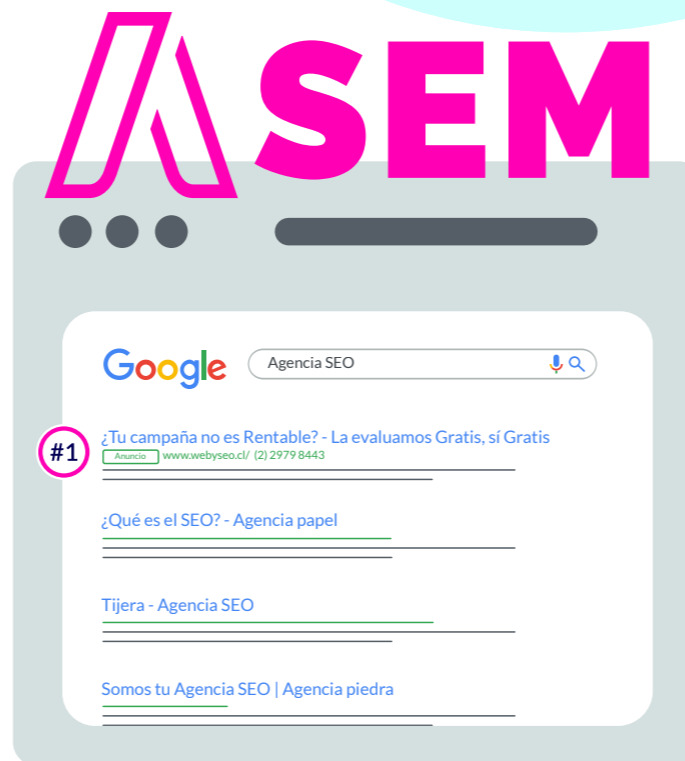 SEM
Google
Agencia SEO
#1
¿Tu campaña no es Rentable? - La evaluamos Gratis, sí Gratis
Anuncio www.webyseo.cl/ (2) 2979 8443
¿Qué es el SEO? - Agencia papel
Tijera - Agencia SEO
Somos tu Agencia SEO | Agencia piedra